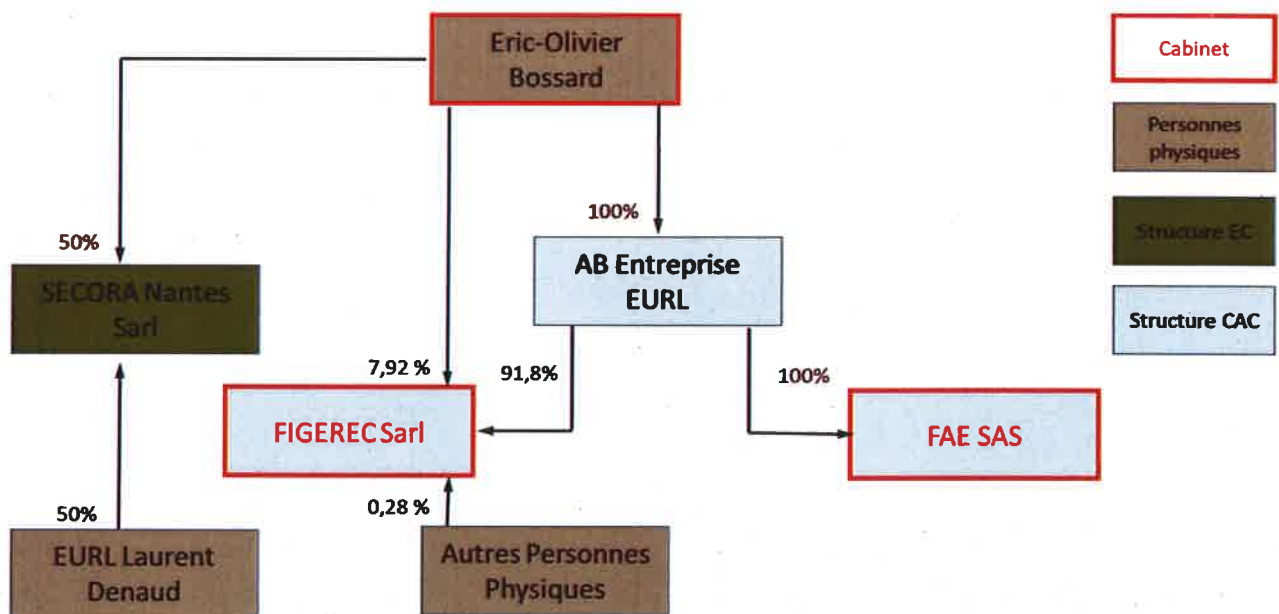 Eric-Olivier
Bossard
Cabinet
Personnes
physiques
Structure EC
Structure CAC
50%
100%
SECORA Nantes
Sarl
AB Entreprise
EURL
7,92 %
91,8%
100%
FIGEREC Sarl
FAE SAS
50%
0,28 %
EURL Laurent
Denaud
Autres Personnes
Physiques